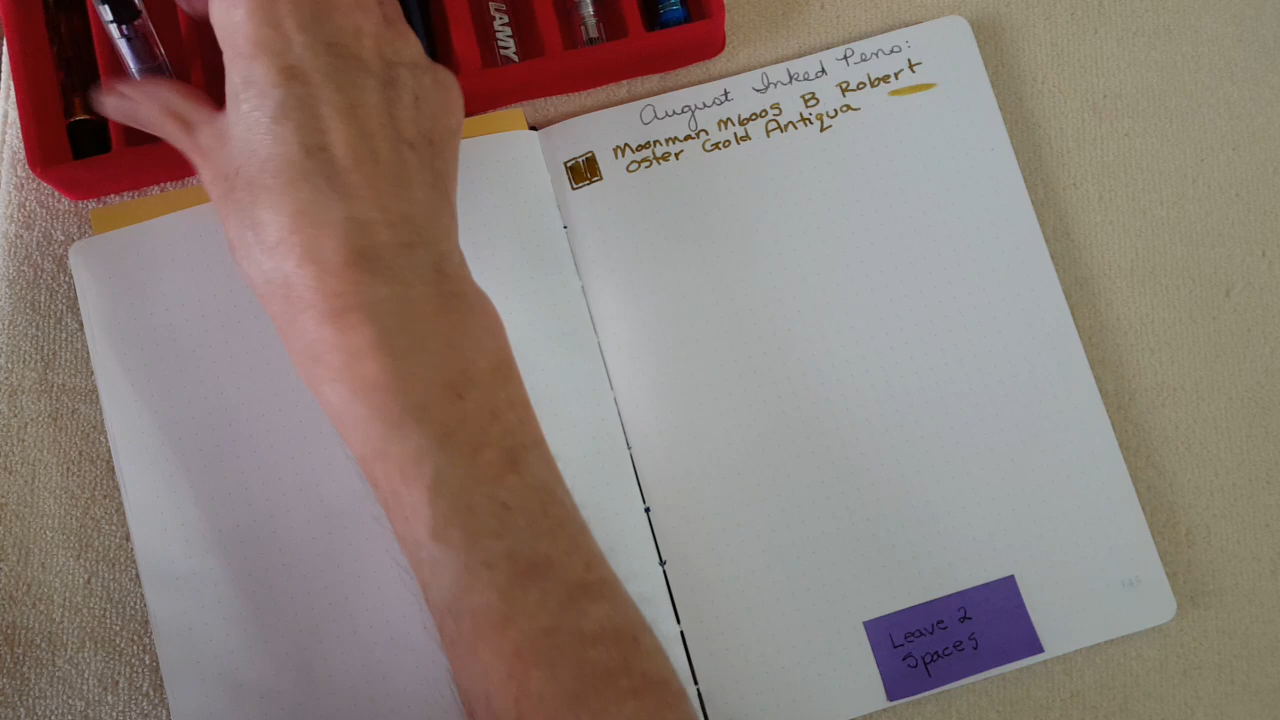 LAMY
August Inked Pens:
Moonman M600S B Robert
Oster Gold Antiqua
Leave 2
Spaces